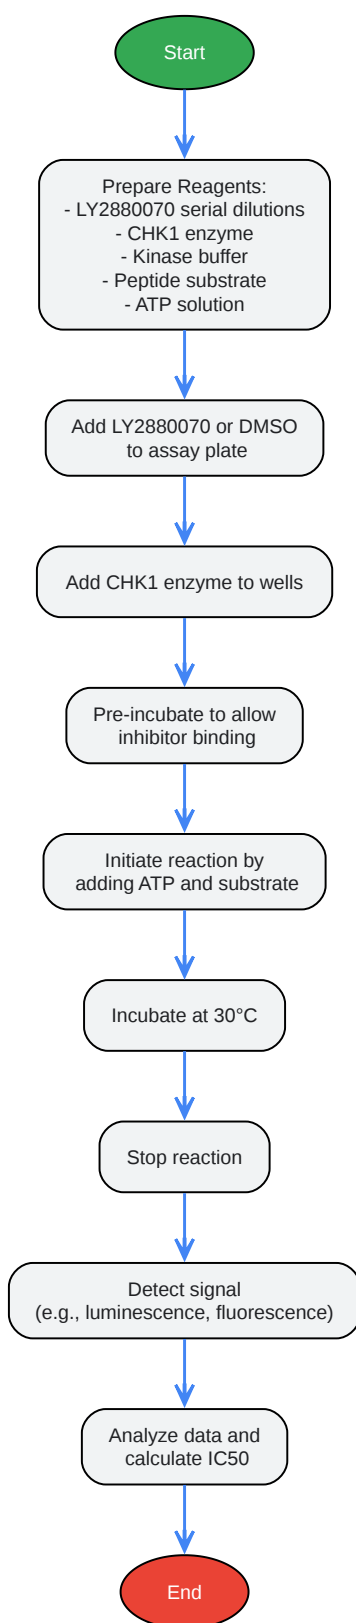 Start
Prepare Reagents:
- LY2880070 serial dilutions
- CHK1 enzyme
- Kinase buffer
- Peptide substrate
- ATP solution
Add LY2880070 or DMSO
to assay plate
Add CHK1 enzyme to wells
Pre-incubate to allow
inhibitor binding
Initiate reaction by
adding ATP and substrate
Incubate at 30°C
Stop reaction
Detect signal
(e.g., luminescence, fluorescence)
Analyze data and
calculate IC50
End